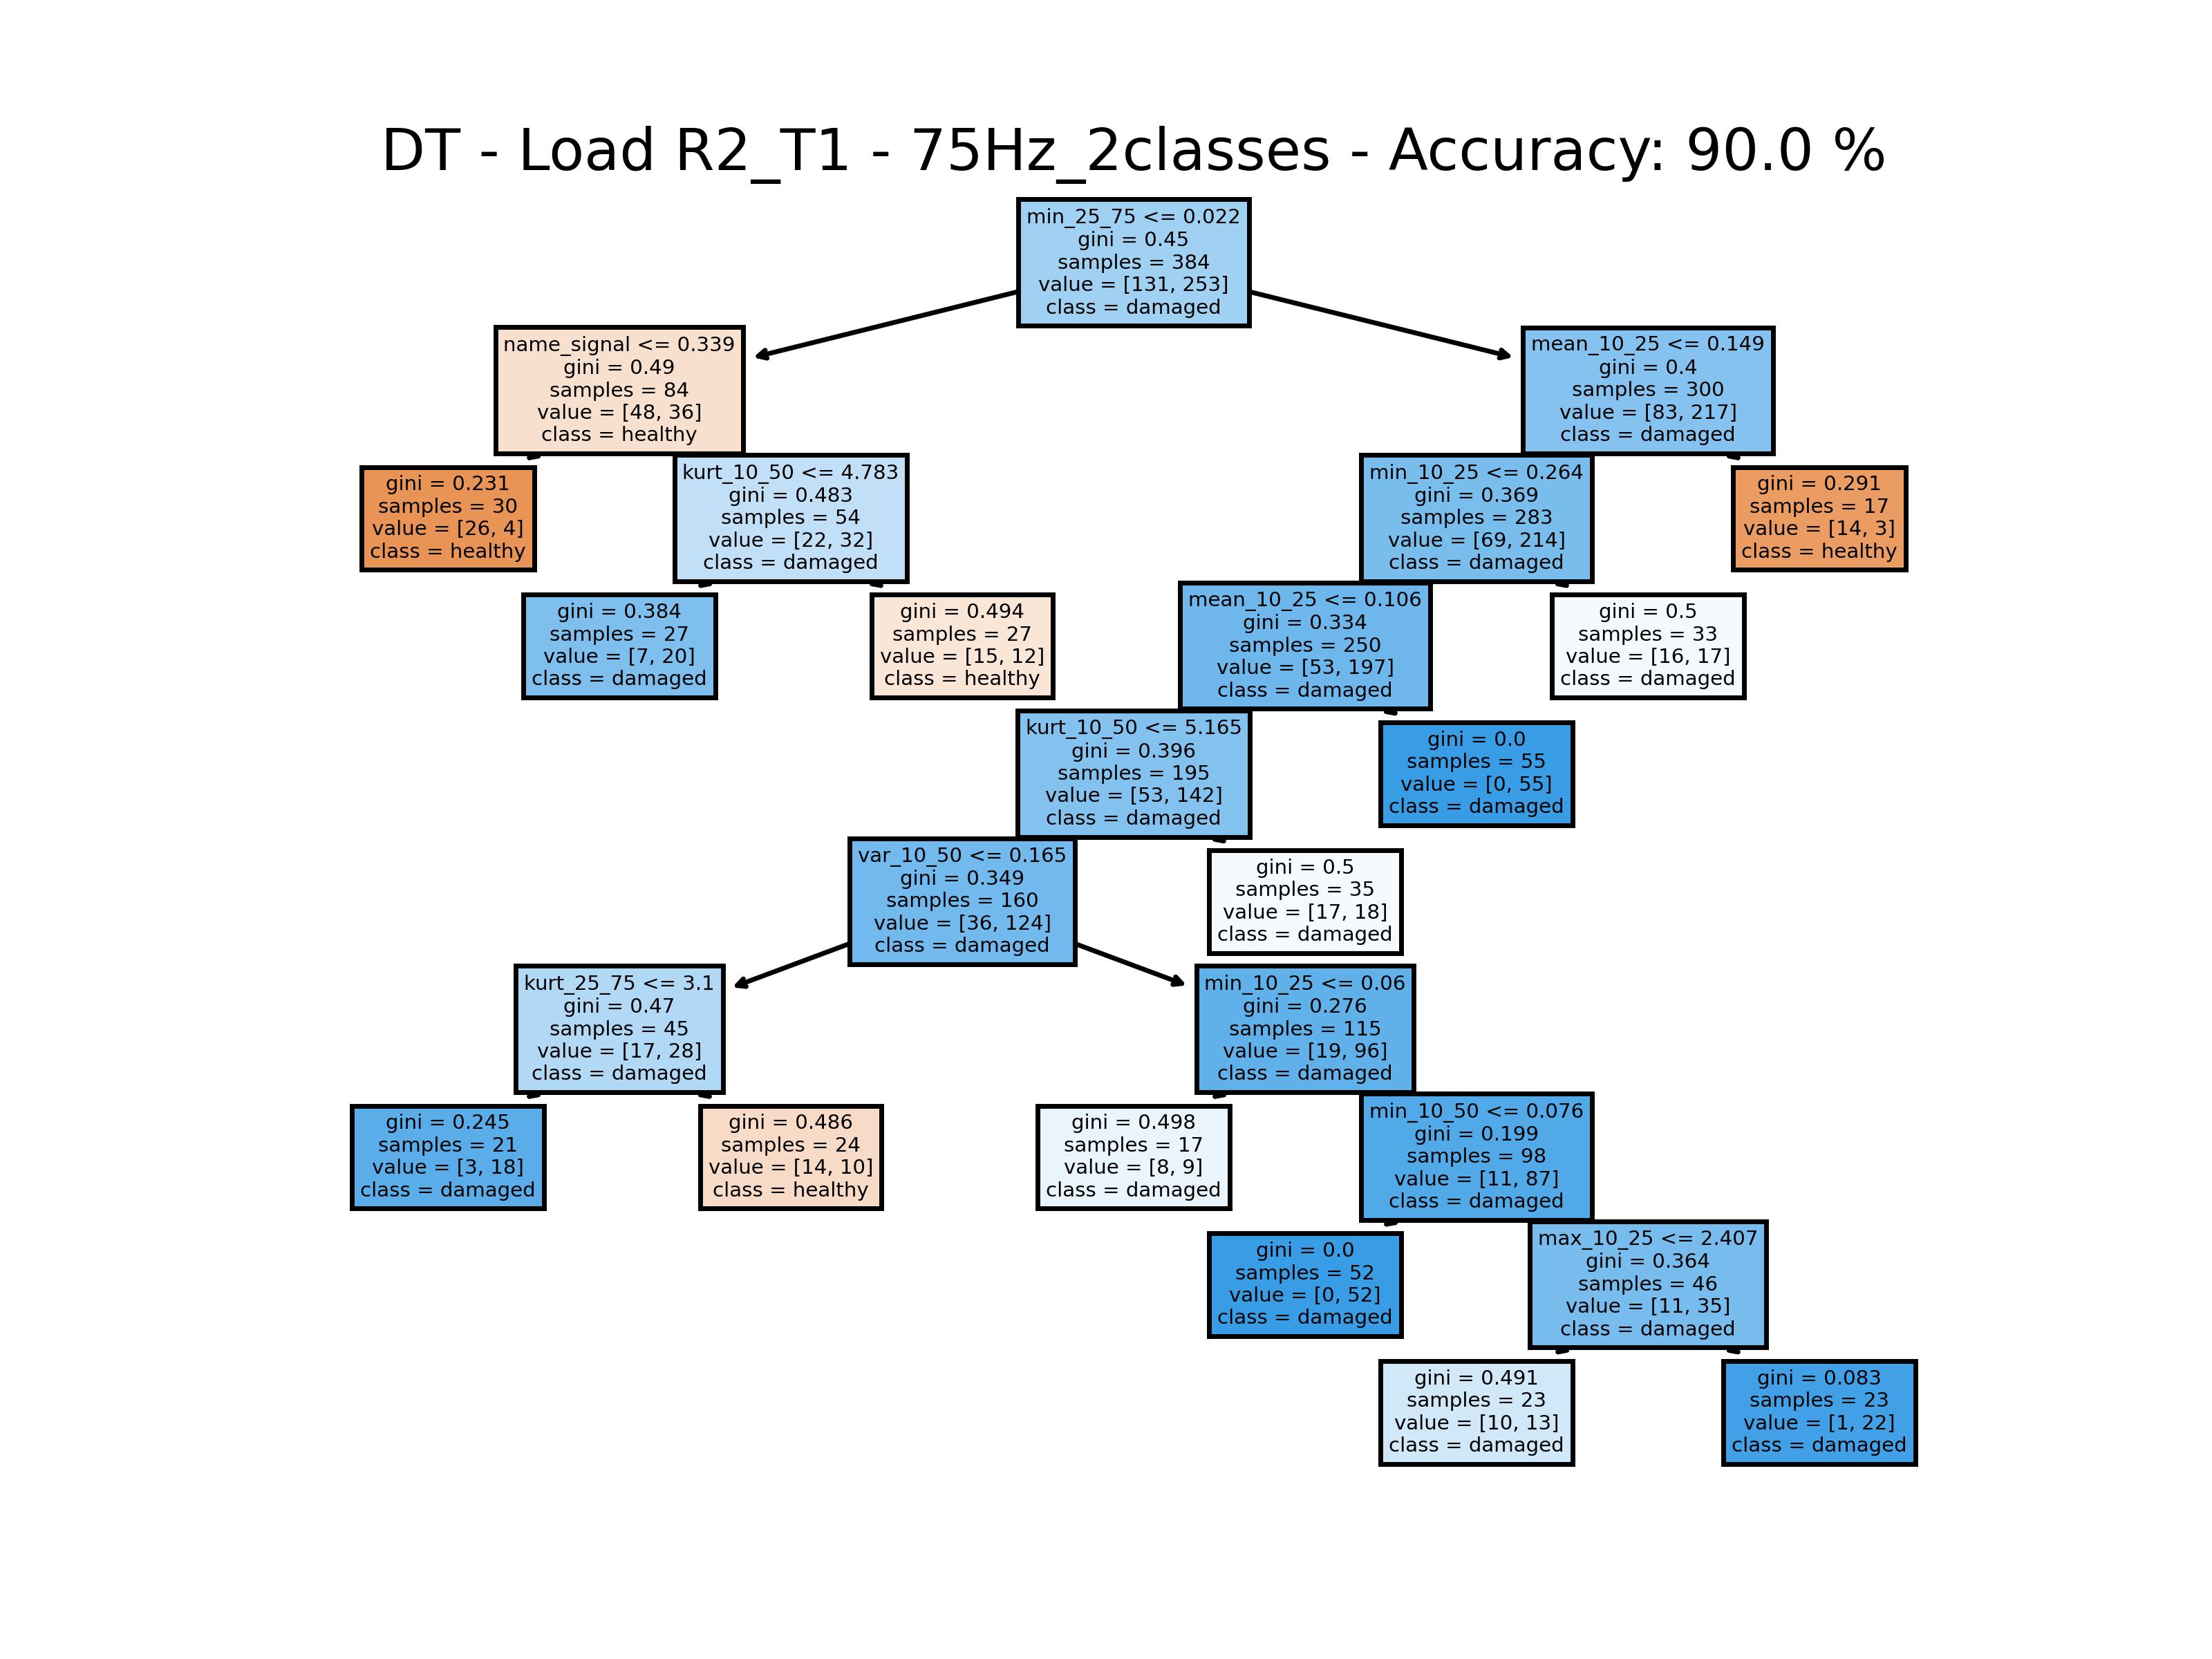 DT - Load R2_T1 - 75Hz_2classes - Accuracy: 90.0 %
min_25_75 <= 0.022
gini = 0.45
samples = 384
value = [131, 253]
class = damaged
name_signal <= 0.339
gini = 0.49
samples = 84
value = [48, 36]
class = healthy
mean_10_25 <= 0.149
gini = 0.4
samples = 300
value = [83, 217]
class = damaged
gini = 0.231
samples = 30
value = [26, 4]
class = healthy
kurt_10_50 <= 4.783
gini = 0.483
samples = 54
value = [22, 32]
class = damaged
min_10_25 <= 0.264
gini = 0.369
samples = 283
value = [69, 214]
class = damaged
gini = 0.291
samples = 17
value = [14, 3]
class = healthy
gini = 0.384
samples = 27
value = [7, 20]
class = damaged
gini = 0.494
samples = 27
value = [15, 12]
class = healthy
mean_10_25 <= 0.106
gini = 0.334
samples = 250
value = [53, 197]
class = damaged
gini = 0.5
samples = 33
value = [16, 17]
class = damaged
kurt_10_50 <= 5.165
gini = 0.396
samples = 195
value = [53, 142]
class = damaged
gini = 0.0
samples = 55
value = [0, 55]
class = damaged
var_10_50 <= 0.165
gini = 0.349
samples = 160
value = [36, 124]
class = damaged
gini = 0.5
samples = 35
value = [17, 18]
class = damaged
kurt_25_75 <= 3.1
gini = 0.47
samples = 45
value = [17, 28]
class = damaged
min_10_25 <= 0.06
gini = 0.276
samples = 115
value = [19, 96]
class = damaged
gini = 0.245
samples = 21
value = [3, 18]
class = damaged
gini = 0.486
samples = 24
value = [14, 10]
class = healthy
gini = 0.498
samples = 17
value = [8, 9]
class = damaged
min_10_50 <= 0.076
gini = 0.199
samples = 98
value = [11, 87]
class = damaged
gini = 0.0
samples = 52
value = [0, 52]
class = damaged
max_10_25 <= 2.407
gini = 0.364
samples = 46
value = [11, 35]
class = damaged
gini = 0.491
samples = 23
value = [10, 13]
class = damaged
gini = 0.083
samples = 23
value = [1, 22]
class = damaged